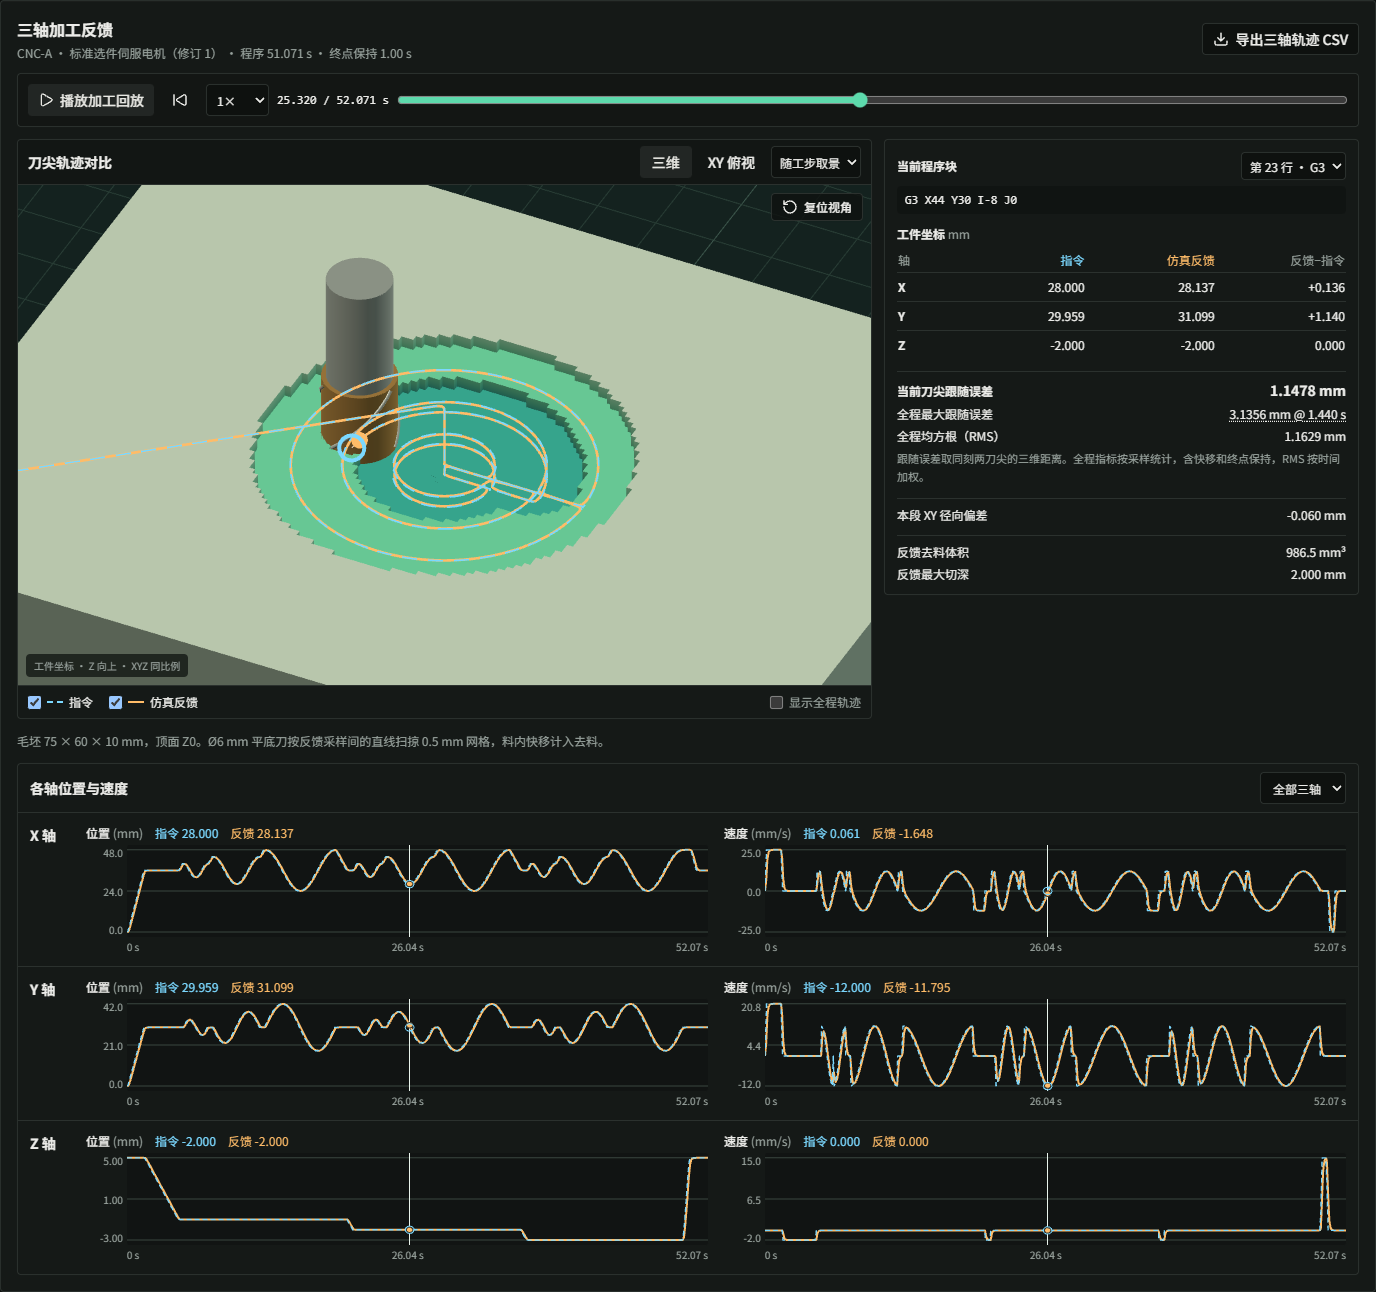 三轴加工反馈
CNC-A • 标准选件伺服电机（修订 1） • 程序 51.071 s • 终点保持 1.00 s
导出三轴轨迹 CSV
播放加工回放
1×
25.320 / 52.071 s
刀尖轨迹对比
三维
XY 俯视
随工步取景
复位视角
工件坐标 • Z 向上 • XYZ 同比例
指令
仿真反馈
显示全程轨迹
当前程序块
第 23 行 • G3
G3 X44 Y30 I-8 J0
工件坐标 mm
轴 指令 仿真反馈 反馈−指令
X 28.000 28.137 +0.136
Y 29.959 31.099 +1.140
Z -2.000 -2.000 0.000
当前刀尖跟随误差 1.1478 mm
全程最大跟随误差 3.1356 mm @ 1.440 s
全程均方根（RMS） 1.1629 mm
跟随误差取同刻两刀尖的三维距离。全程指标按采样统计，含快移和终点保持，RMS 按时间
加权。
本段 XY 径向偏差 -0.060 mm
反馈去料体积 986.5 mm³
反馈最大切深 2.000 mm
毛坯 75 × 60 × 10 mm，顶面 Z0。Ø6 mm 平底刀按反馈采样间的直线扫掠 0.5 mm 网格，料内快移计入去料。
各轴位置与速度
全部三轴
X 轴
位置 (mm) 指令 28.000 反馈 28.137
48.0
24.0
0.0
0 s 26.04 s 52.07 s
速度 (mm/s) 指令 0.061 反馈 -1.648
25.0
0.0
-25.0
0 s 26.04 s 52.07 s
Y 轴
位置 (mm) 指令 29.959 反馈 31.099
42.0
21.0
0.0
0 s 26.04 s 52.07 s
速度 (mm/s) 指令 -12.000 反馈 -11.795
20.8
4.4
-12.0
0 s 26.04 s 52.07 s
Z 轴
位置 (mm) 指令 -2.000 反馈 -2.000
5.00
1.00
-3.00
0 s 26.04 s 52.07 s
速度 (mm/s) 指令 0.000 反馈 0.000
15.0
6.5
-2.0
0 s 26.04 s 52.07 s